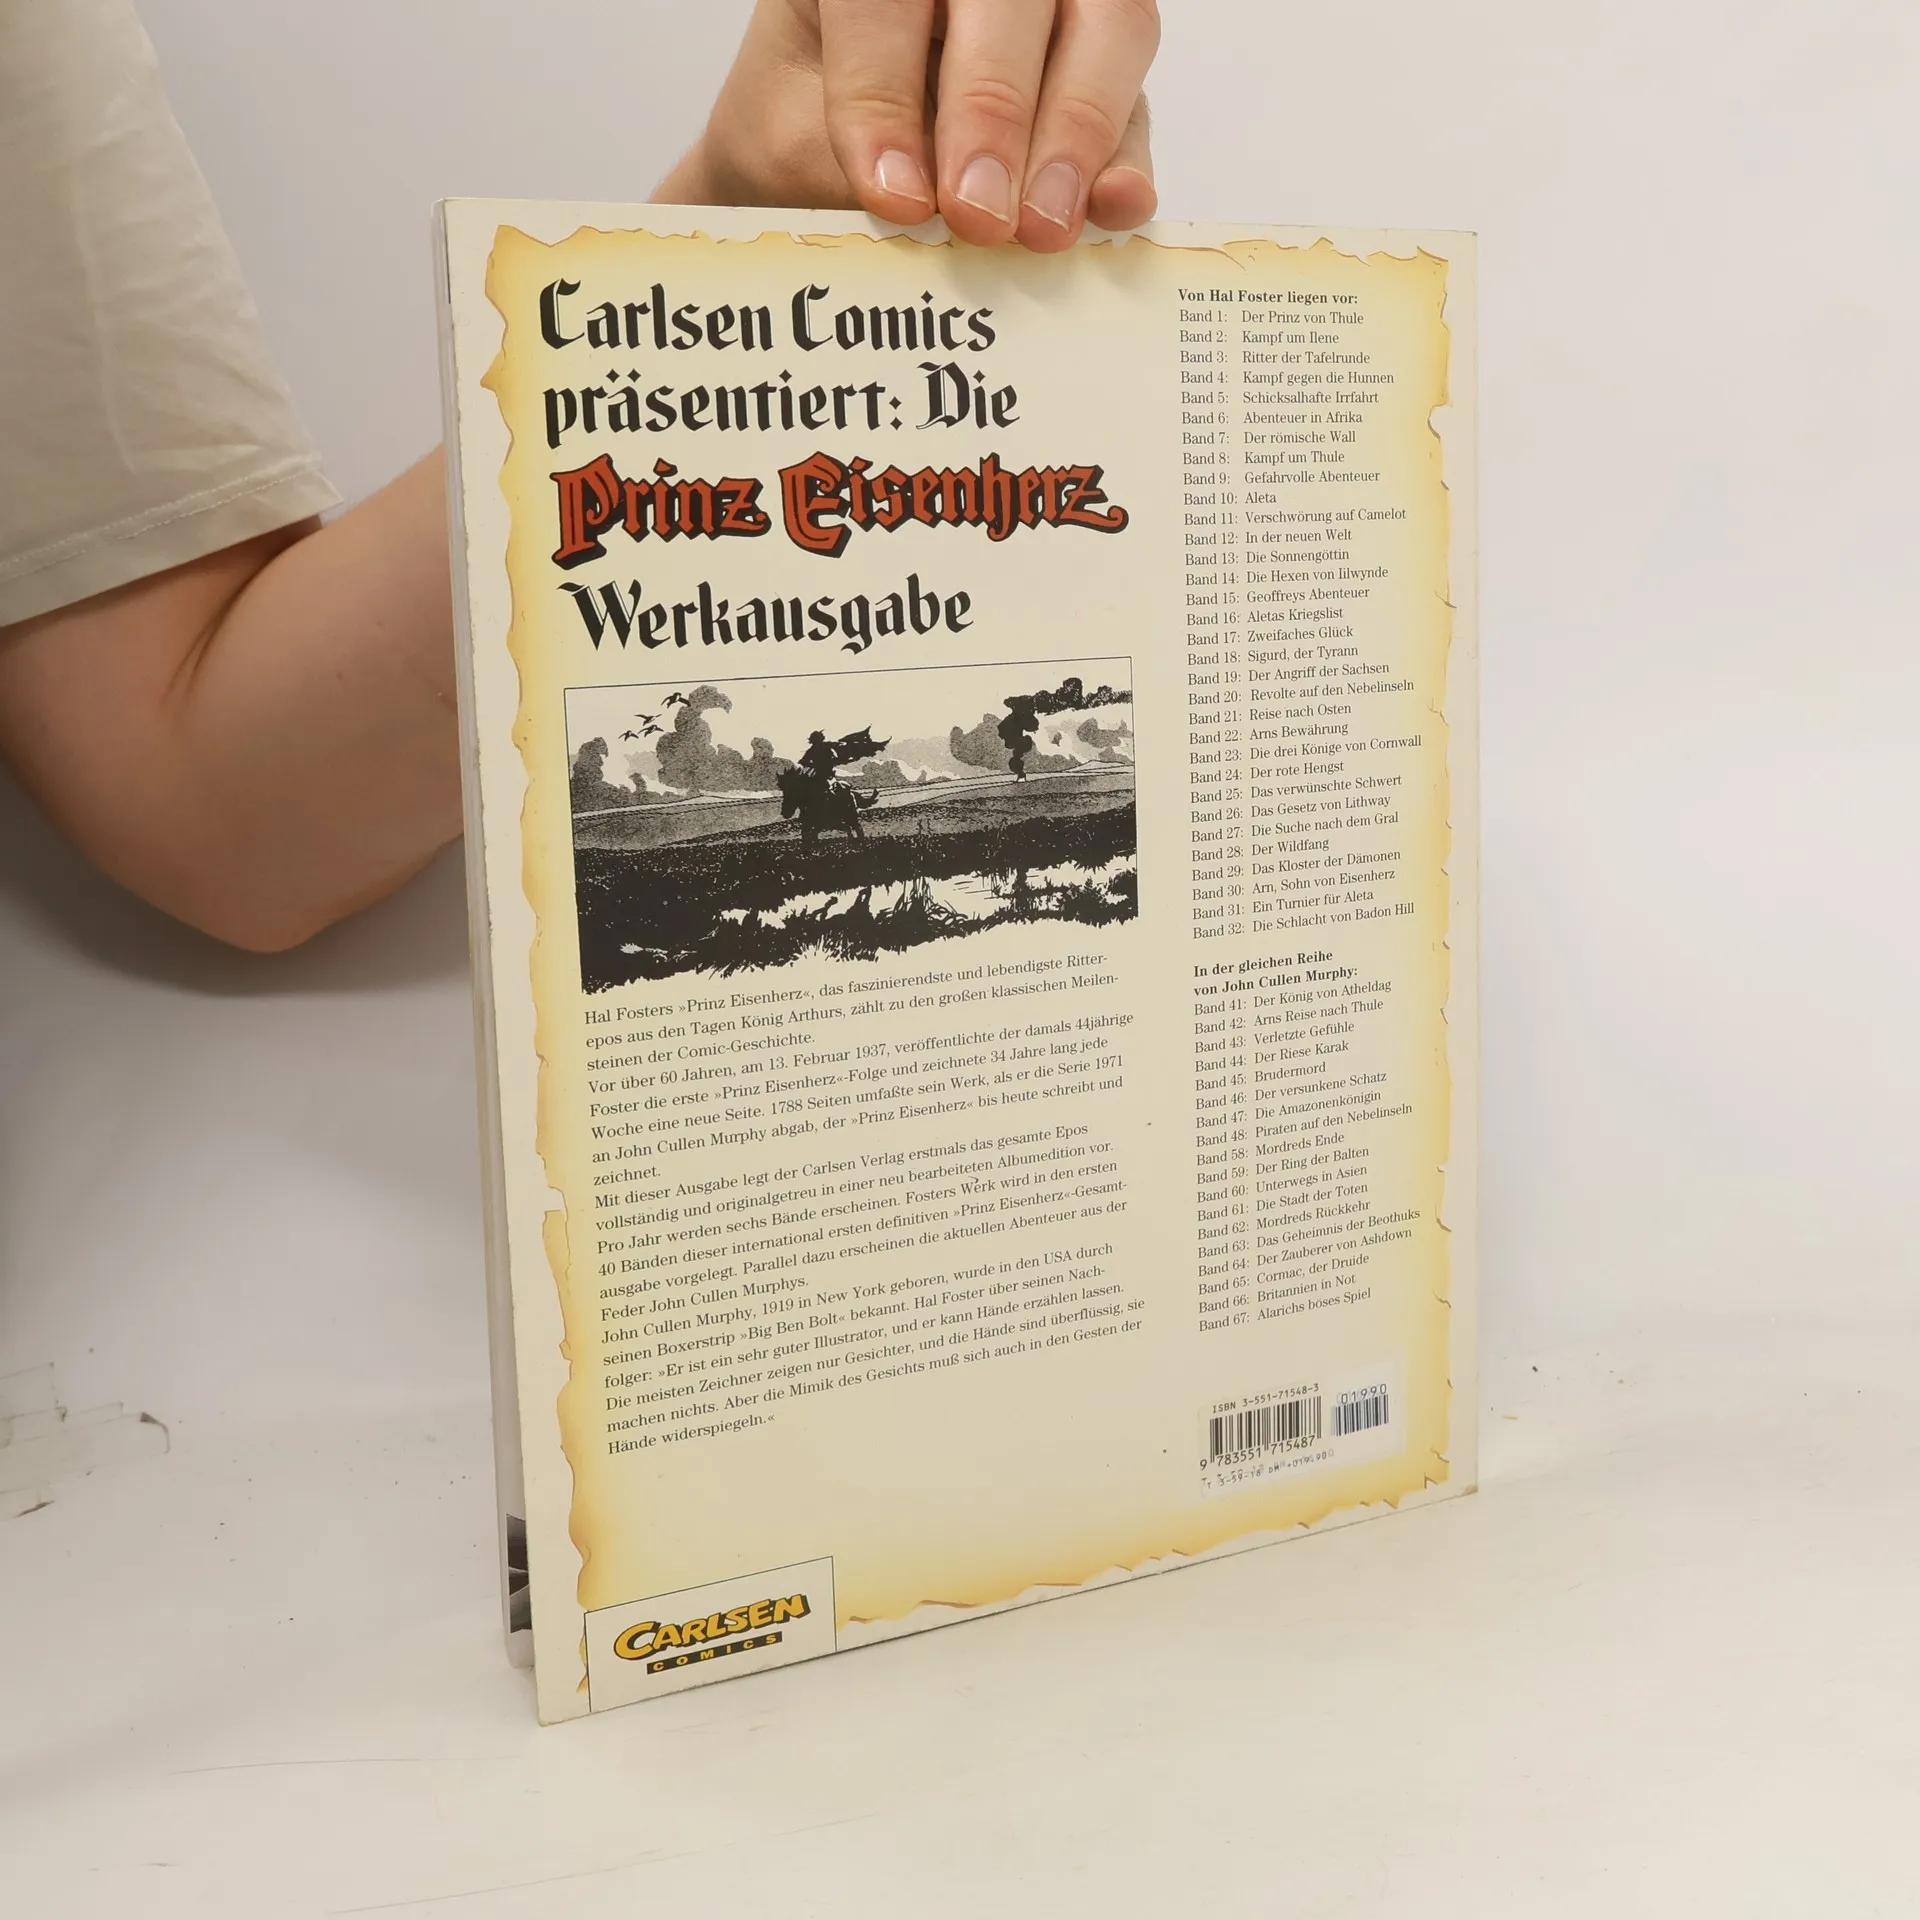 Carlsen Comics
präsentiert: Die
Prinz Eisenherz
Werkausgabe
Hal Fosters »Prinz Eisenherz«, das faszinierendste und lebendigste Ritter-
epos aus den Tagen König Arthurs, zählt zu den großen klassischen Meilen-
steinen der Comic-Geschichte.
Vor über 60 Jahren, am 13. Februar 1937, veröffentlichte der damals 44jährige
Foster die erste »Prinz Eisenherz«-Folge und zeichnete 34 Jahre lang jede
Woche eine neue Seite. 1788 Seiten umfaßte sein Werk, als er die Serie 1971
an John Cullen Murphy abgab, der »Prinz Eisenherz« bis heute schreibt und
zeichnet.
Mit dieser Ausgabe legt der Carlsen Verlag erstmals das gesamte Epos
vollständig und originalgetreu in einer neu bearbeiteten Albumedition vor.
Pro Jahr werden sechs Bände erscheinen. Fosters Werk wird in den ersten
40 Bänden dieser international ersten definitiven »Prinz Eisenherz«-Gesamt-
ausgabe vorgelegt. Parallel dazu erscheinen die aktuellen Abenteuer aus der
Feder John Cullen Murphys.
John Cullen Murphy, 1919 in New York geboren, wurde in den USA durch
seinen Boxerstrip »Big Ben Bolt« bekannt. Hal Foster über seinen Nach-
folger: »Er ist ein sehr guter Illustrator, und er kann Hände erzählen lassen.
Die meisten Zeichner zeigen nur Gesichter, und die Hände sind überflüssig, sie
machen nichts. Aber die Mimik des Gesichts muß sich auch in den Gesten der
Hände widerspiegeln.«
CARLSEN
COMICS
Von Hal Foster liegen vor:
Band 1: Der Prinz von Thule
Band 2: Kampf um Ilene
Band 3: Ritter der Tafelrunde
Band 4: Kampf gegen die Hunnen
Band 5: Schicksalhafte Irrfahrt
Band 6: Abenteuer in Afrika
Band 7: Der römische Wall
Band 8: Kampf um Thule
Band 9: Gefahrvolle Abenteuer
Band 10: Aleta
Band 11: Verschwörung auf Camelot
Band 12: In der neuen Welt
Band 13: Die Sonnengöttin
Band 14: Die Hexen von Iilwynde
Band 15: Geoffreys Abenteuer
Band 16: Aletas Kriegslist
Band 17: Zweifaches Glück
Band 18: Sigurd, der Tyrann
Band 19: Der Angriff der Sachsen
Band 20: Revolte auf den Nebelinseln
Band 21: Reise nach Osten
Band 22: Arns Bewährung
Band 23: Die drei Könige von Cornwall
Band 24: Der rote Hengst
Band 25: Das verwünschte Schwert
Band 26: Das Gesetz von Lithway
Band 27: Die Suche nach dem Gral
Band 28: Der Wildfang
Band 29: Das Kloster der Dämonen
Band 30: Arn, Sohn von Eisenherz
Band 31: Ein Turnier für Aleta
Band 32: Die Schlacht von Badon Hill
In der gleichen Reihe
von John Cullen Murphy:
Band 41: Der König von Atheldag
Band 42: Arns Reise nach Thule
Band 43: Verletzte Gefühle
Band 44: Der Riese Karak
Band 45: Brudermord
Band 46: Der versunkene Schatz
Band 47: Die Amazonenkönigin
Band 48: Piraten auf den Nebelinseln
Band 58: Mordreds Ende
Band 59: Der Ring der Balten
Band 60: Unterwegs in Asien
Band 61: Die Stadt der Toten
Band 62: Mordreds Rückkehr
Band 63: Das Geheimnis der Beothuks
Band 64: Der Zauberer von Ashdown
Band 65: Cormac, der Druide
Band 66: Britannien in Not
Band 67: Alarichs böses Spiel
ISBN 3-551-71548-3
01990
9 783551 715487